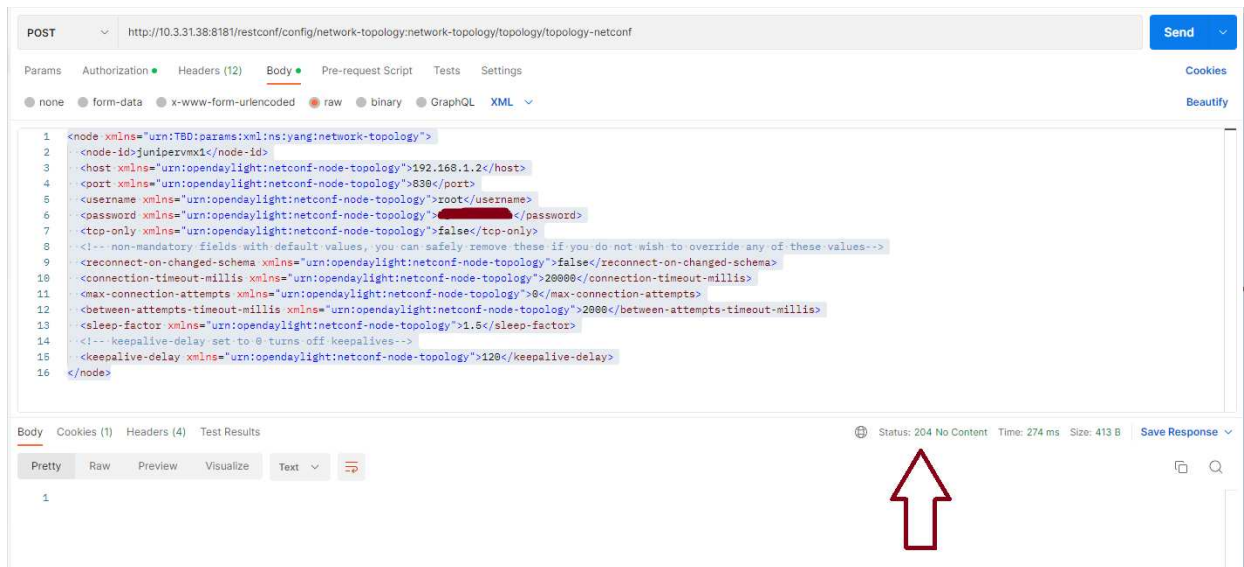 POST http://10.3.31.38:8181/restconf/config/network-topology:network-topology/topology/topology-netconf Send
Params Authorization Headers (12) Body Pre-request Script Tests Settings Cookies
none form-data x-www-form-urlencoded raw binary GraphQL XML Beautify
1 <node xmlns="urn:TBD:params:xml:ns:yang:network-topology">
2 <node-id>junipervmx1</node-id>
3 <host xmlns="urn:opendaylight:netconf-node-topology">192.168.1.2</host>
4 <port xmlns="urn:opendaylight:netconf-node-topology">830</port>
5 <username xmlns="urn:opendaylight:netconf-node-topology">root</username>
6 <password xmlns="urn:opendaylight:netconf-node-topology"></password>
7 <tcp-only xmlns="urn:opendaylight:netconf-node-topology">false</tcp-only>
8 <!-- non-mandatory fields with default values, you can safely remove these if you do not wish to override any of these values-->
9 <reconnect-on-changed-schema xmlns="urn:opendaylight:netconf-node-topology">false</reconnect-on-changed-schema>
10 <connection-timeout-millis xmlns="urn:opendaylight:netconf-node-topology">20000</connection-timeout-millis>
11 <max-connection-attempts xmlns="urn:opendaylight:netconf-node-topology">0</max-connection-attempts>
12 <between-attempts-timeout-millis xmlns="urn:opendaylight:netconf-node-topology">2000</between-attempts-timeout-millis>
13 <sleep-factor xmlns="urn:opendaylight:netconf-node-topology">1.5</sleep-factor>
14 <!-- keepalive-delay set to 0 turns off keepalives-->
15 <keepalive-delay xmlns="urn:opendaylight:netconf-node-topology">120</keepalive-delay>
16 </node>
Body Cookies (1) Headers (4) Test Results Status: 204 No Content Time: 274 ms Size: 413 B Save Response
Pretty Raw Preview Visualize Text
1